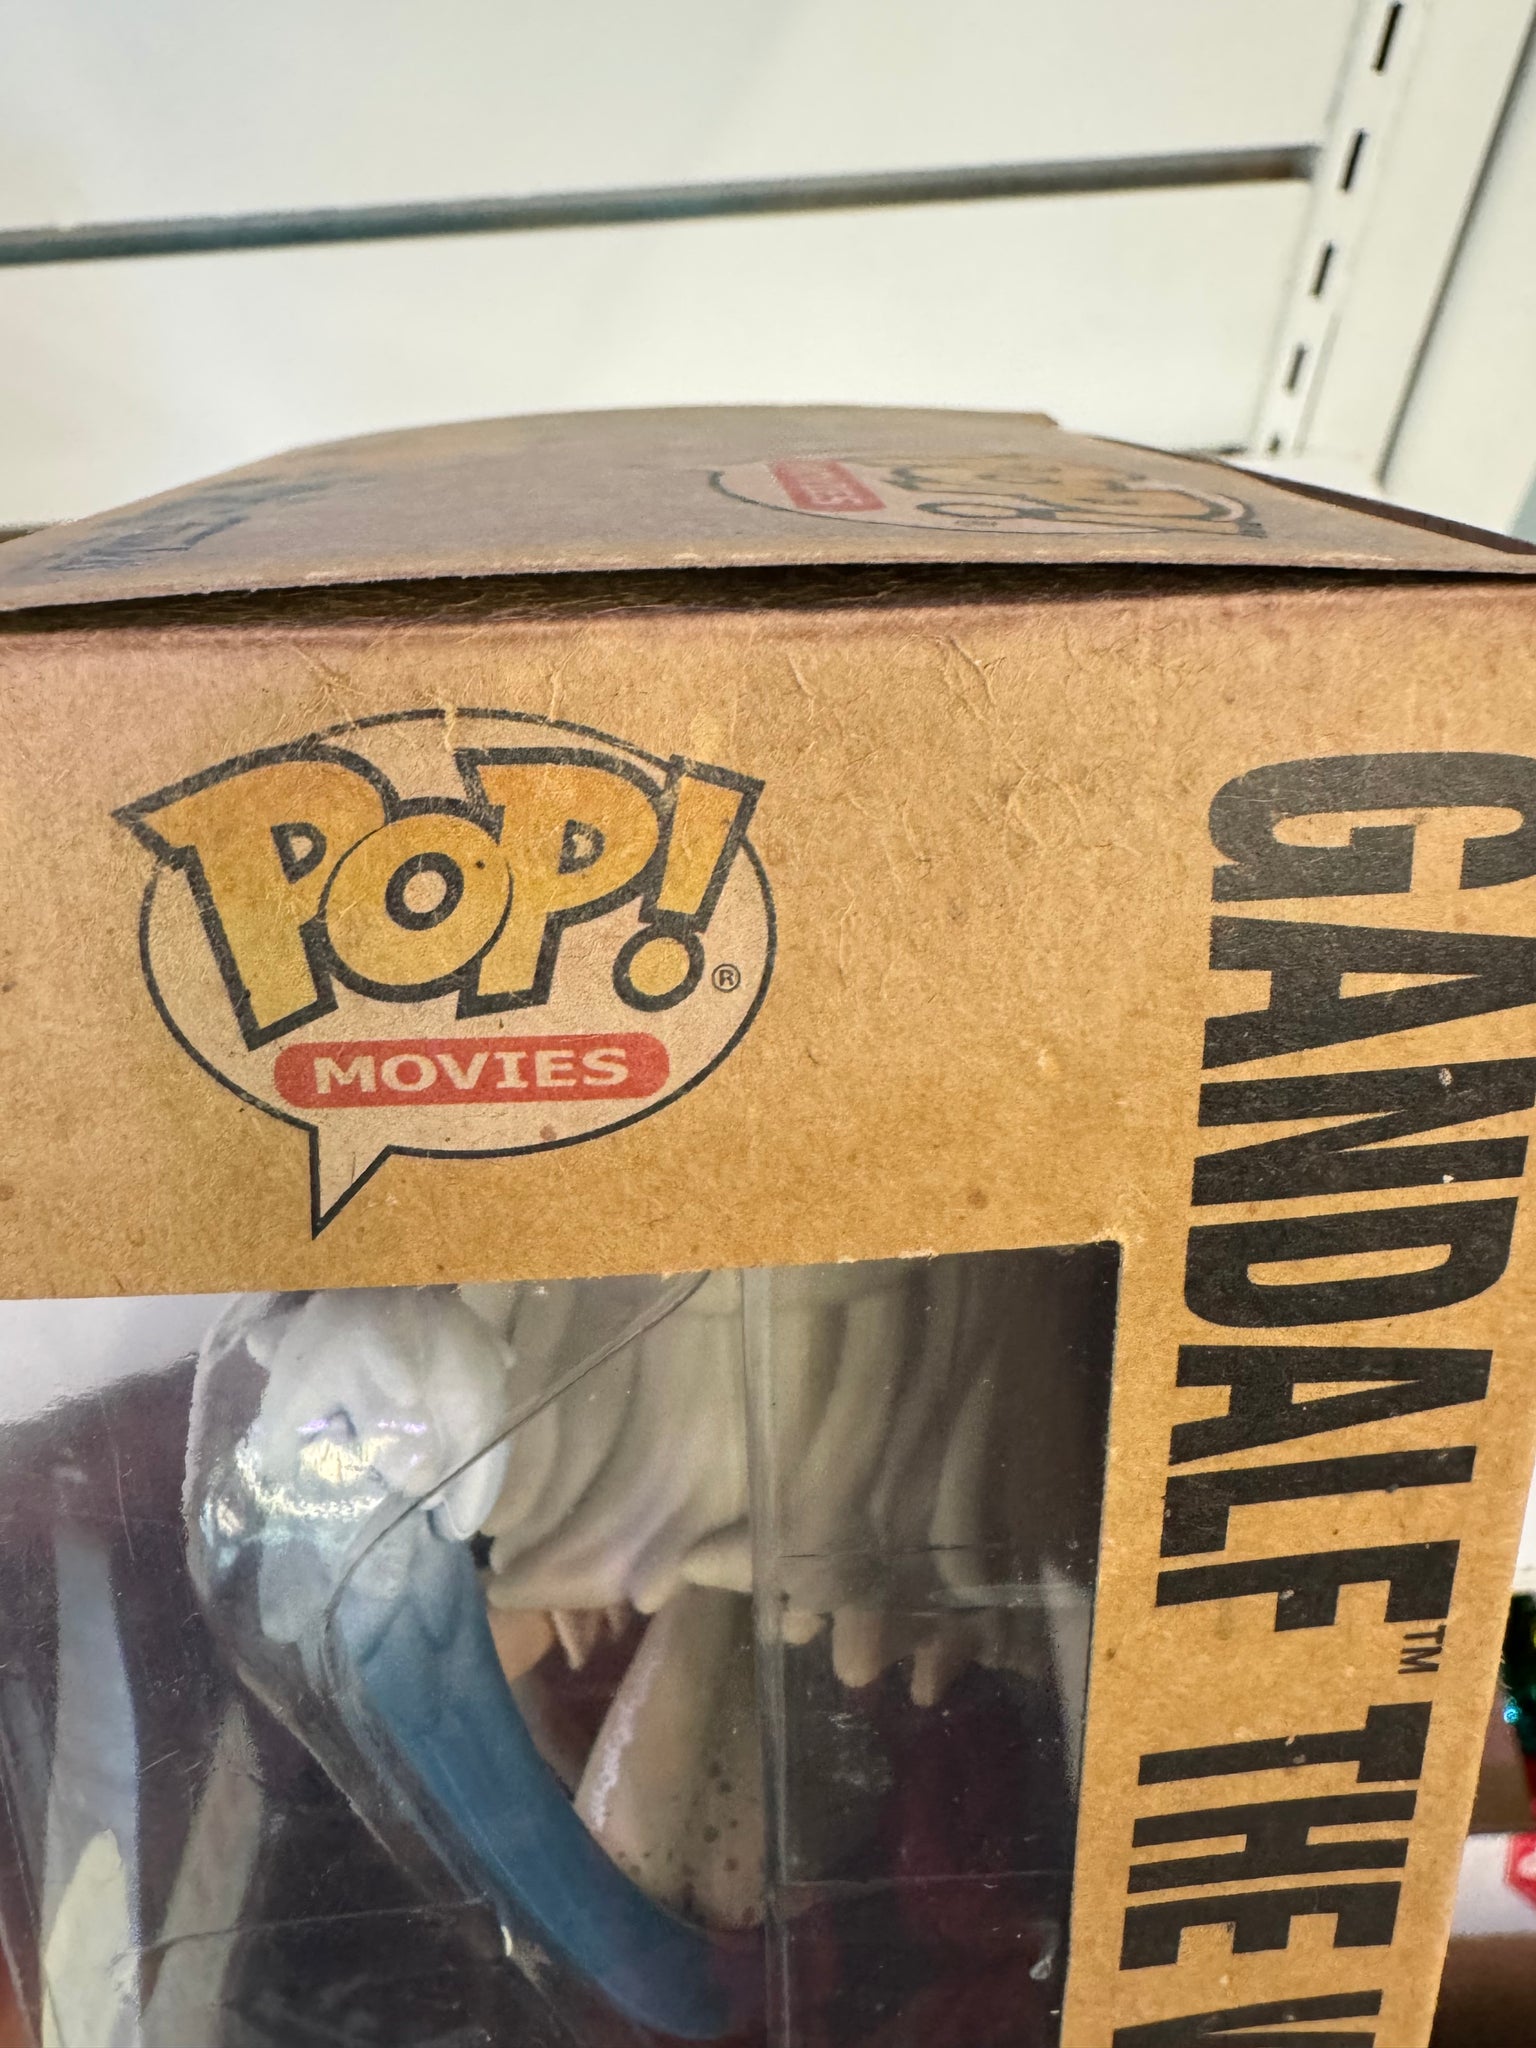 POP!®
MOVIES
GANDALF™ THE